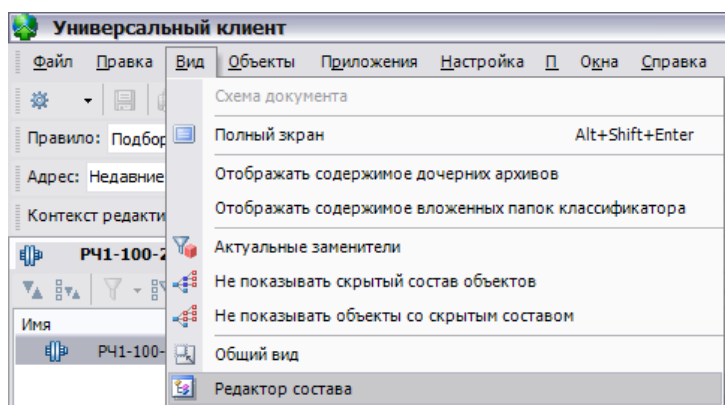 Универсальный клиент
Файл Правка Вид Объекты Приложения Настройка П Окна Справка
Схема документа
Правило: Подбор
Полный экран Alt+Shift+Enter
Адрес: Недавние
Отображать содержимое дочерних архивов
Контекст редакти
Отображать содержимое вложенных папок классификатора
РЧ1-100-2
Актуальные заменители
Не показывать скрытый состав объектов
Имя
Не показывать объекты со скрытым составом
РЧ1-100-
Общий вид
Редактор состава